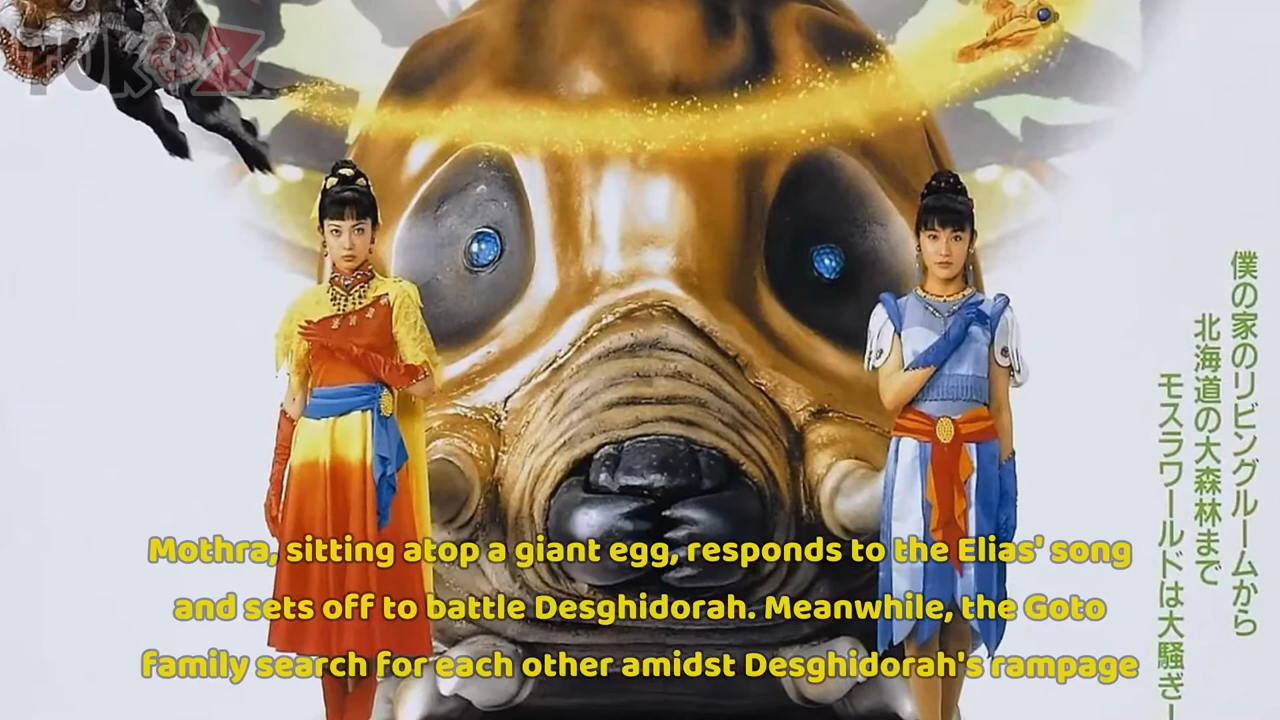 TOKAZ
僕の家のリビングルームから
北海道の大森林まで
モスラワールドは大騒ぎー
Mothra, sitting atop a giant egg, responds to the Elias' song
and sets off to battle Desghidorah. Meanwhile, the Goto
family search for each other amidst Desghidorah's rampage